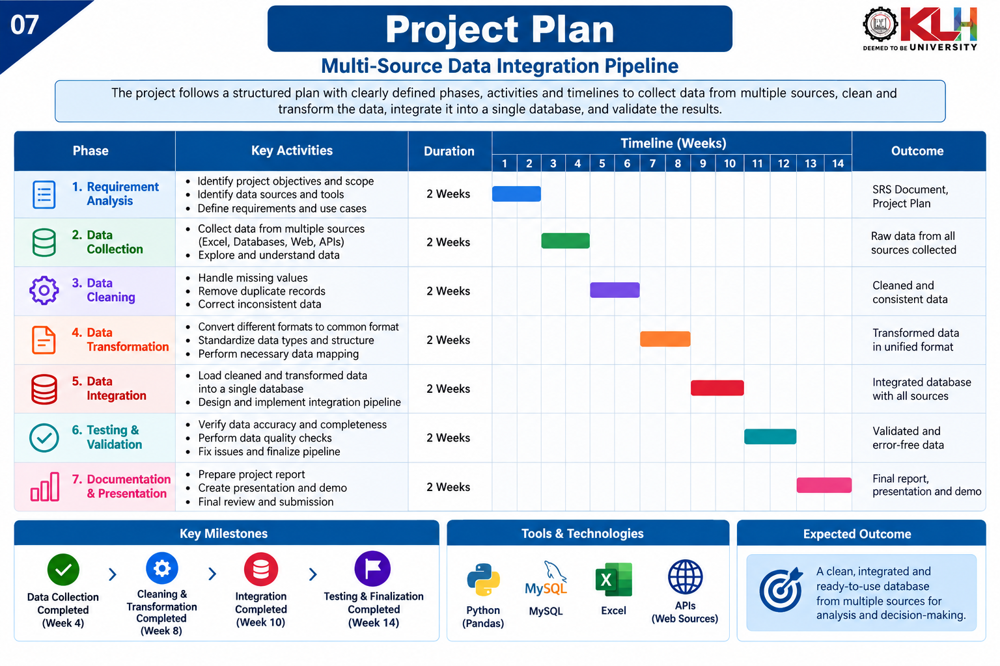 07
Project Plan
KLH
DEEMED TO BE UNIVERSITY
Multi-Source Data Integration Pipeline
The project follows a structured plan with clearly defined phases, activities and timelines to collect data from multiple sources, clean and
transform the data, integrate it into a single database, and validate the results.
Phase
Key Activities
Duration
Timeline (Weeks)
1 2 3 4 5 6 7 8 9 10 11 12 13 14
Outcome
1. Requirement
Analysis
• Identify project objectives and scope
• Identify data sources and tools
• Define requirements and use cases
2 Weeks
SRS Document,
Project Plan
2. Data
Collection
• Collect data from multiple sources
(Excel, Databases, Web, APIs)
• Explore and understand data
2 Weeks
Raw data from all
sources collected
3. Data
Cleaning
• Handle missing values
• Remove duplicate records
• Correct inconsistent data
2 Weeks
Cleaned and
consistent data
4. Data
Transformation
• Convert different formats to common format
• Standardize data types and structure
• Perform necessary data mapping
2 Weeks
Transformed data
in unified format
5. Data
Integration
• Load cleaned and transformed data
into a single database
• Design and implement integration pipeline
2 Weeks
Integrated database
with all sources
6. Testing &
Validation
• Verify data accuracy and completeness
• Perform data quality checks
• Fix issues and finalize pipeline
2 Weeks
Validated and
error-free data
7. Documentation
& Presentation
• Prepare project report
• Create presentation and demo
• Final review and submission
2 Weeks
Final report,
presentation and demo
Key Milestones
Data Collection
Completed
(Week 4)
Cleaning &
Transformation
Completed
(Week 8)
Integration
Completed
(Week 10)
Testing & Finalization
Completed
(Week 14)
Tools & Technologies
Python
(Pandas)
MySQL
MySQL
X
Excel
APIs
(Web Sources)
Expected Outcome
A clean, integrated and
ready-to-use database
from multiple sources for
analysis and decision-making.